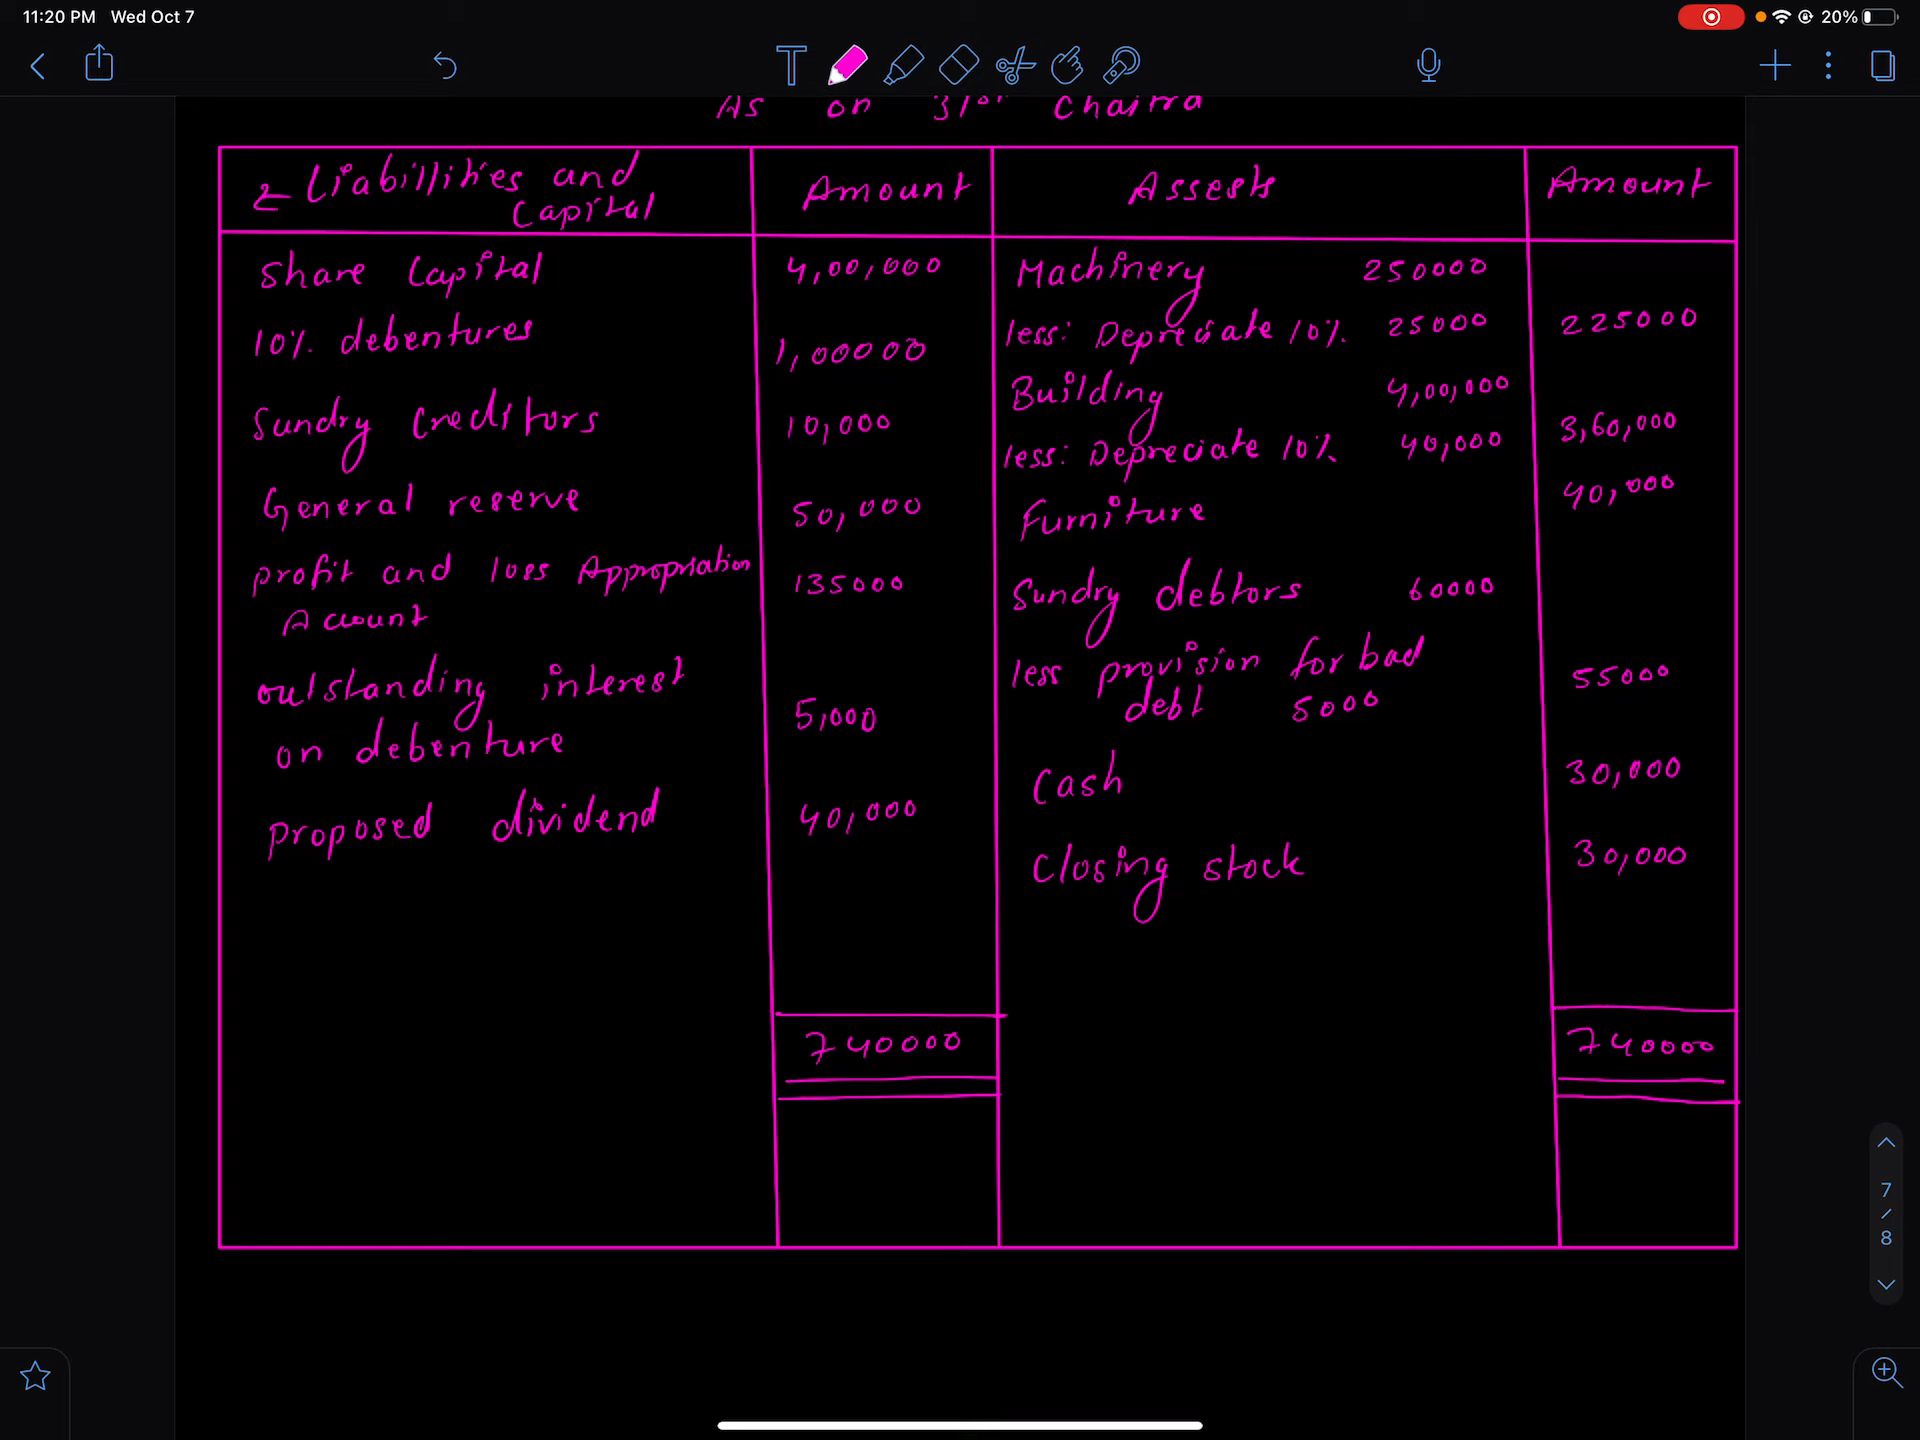 11:20 PM Wed Oct 7
20%
As on 31st Chaitra
Liabillities and Capital
Amount
Assests
Amount
Share Capital 4,00,000
10% debentures 1,00000
Sundry Creditors 10,000
General reserve 50,000
profit and loss Appropriation 135000
Account
outstanding interest
on debenture 5,000
proposed dividend 40,000
740000
Machinery 250000
less: Depreciate 10% 25000 225000
Building 4,00,000
less: Depreciate 10% 40,000 3,60,000
Furniture 40,000
Sundry debtors 60000
less provision for bad
debt 5000 55000
Cash 30,000
Closing stock 30,000
740000
7
/
8